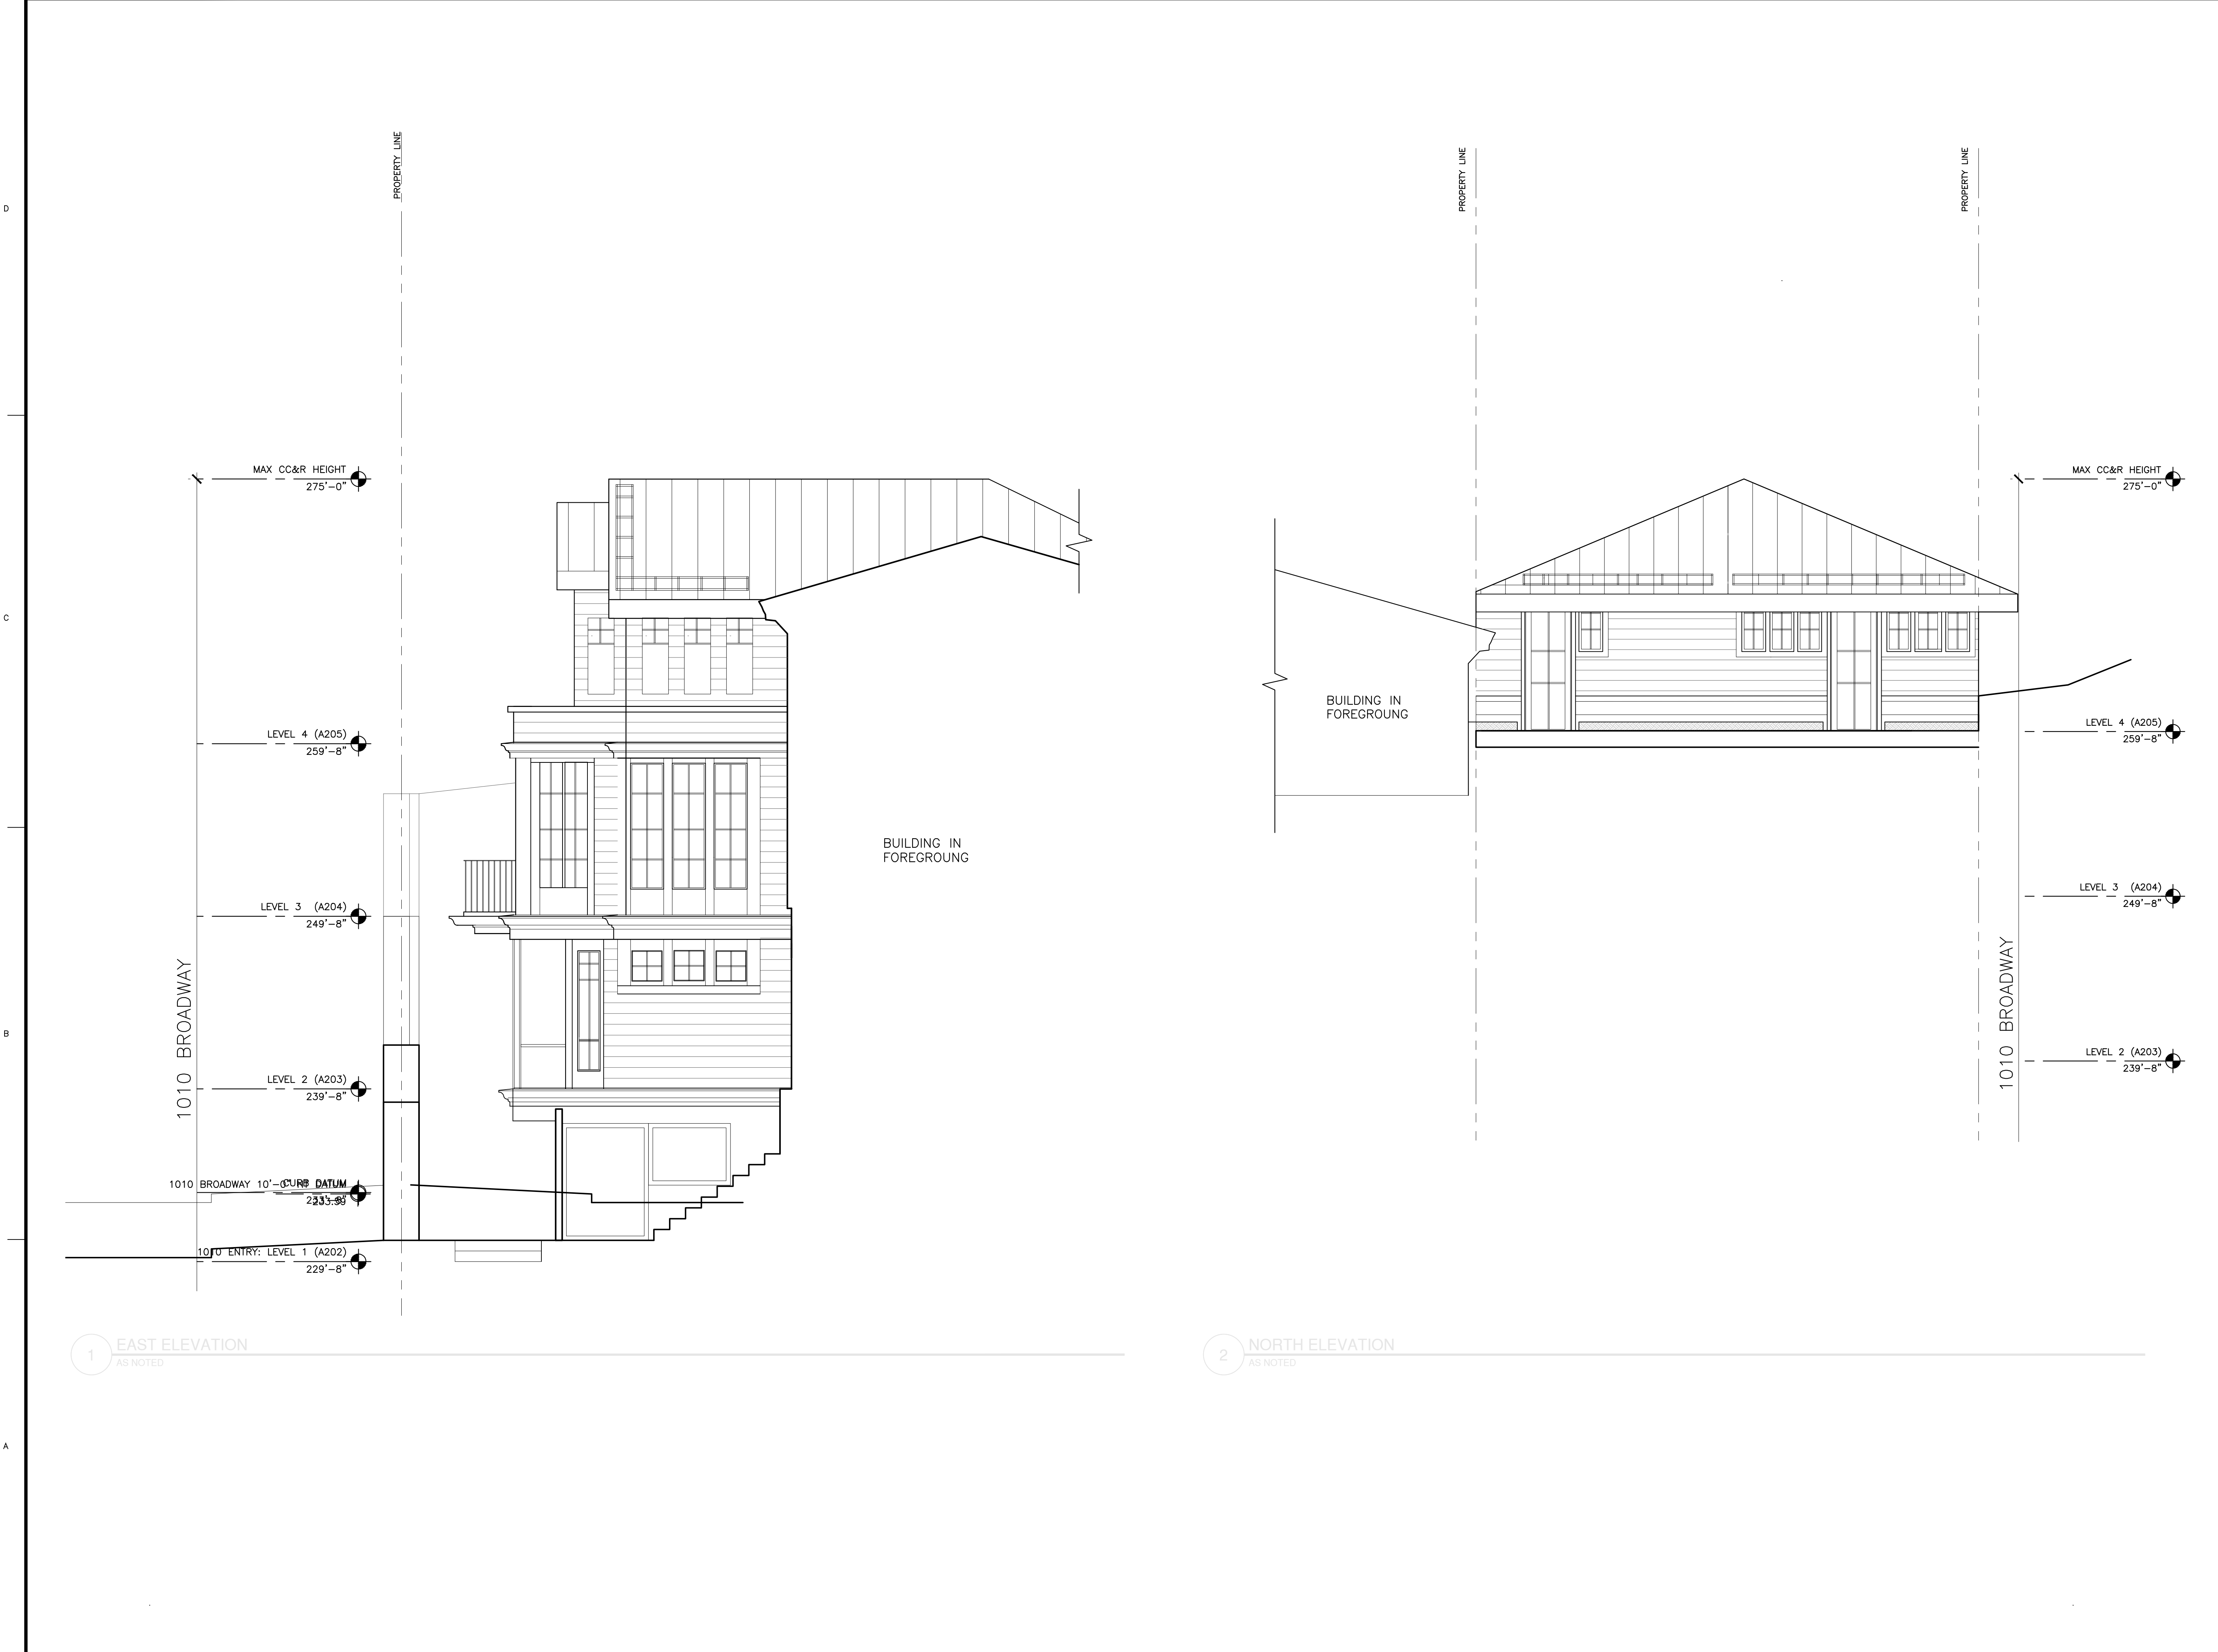 D
C
B
A
PROPERTY LINE
MAX CC&R HEIGHT
275'-0"
LEVEL 4 (A205)
259'-8"
LEVEL 3 (A204)
249'-8"
LEVEL 2 (A203)
239'-8"
1010 BROADWAY 10'-0" HT DATUM
CURB DATUM
233.39
1010 ENTRY: LEVEL 1 (A202)
229'-8"
1010 BROADWAY
BUILDING IN
FOREGROUNG
1
EAST ELEVATION
AS NOTED
PROPERTY LINE
PROPERTY LINE
BUILDING IN
FOREGROUNG
MAX CC&R HEIGHT
275'-0"
LEVEL 4 (A205)
259'-8"
LEVEL 3 (A204)
249'-8"
LEVEL 2 (A203)
239'-8"
1010 BROADWAY
2
NORTH ELEVATION
AS NOTED